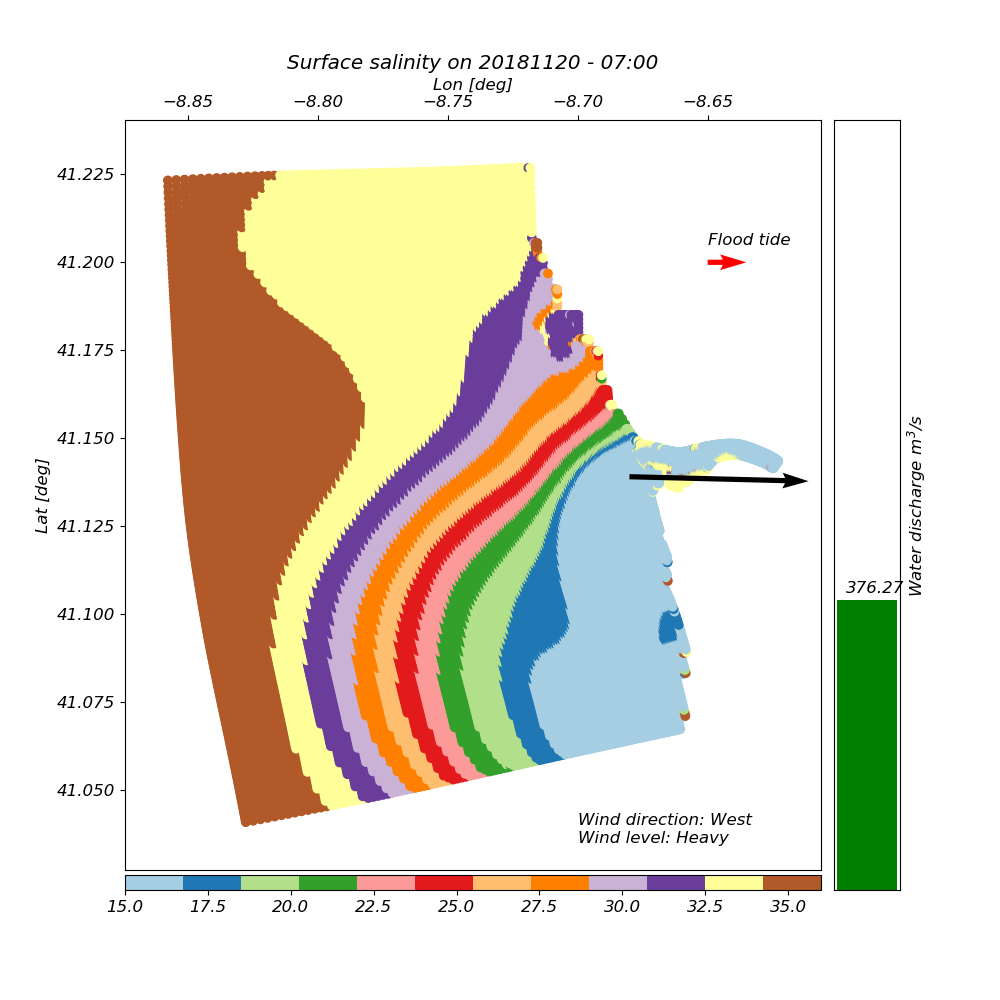 Surface salinity on 20181120 - 07:00
Lon [deg]
−8.85 −8.80 −8.75 −8.70 −8.65
41.225
41.200
41.175
41.150
41.125
41.100
41.075
41.050
Lat [deg]
Flood tide
Wind direction: West
Wind level: Heavy
376.27
Water discharge m³/s
15.0 17.5 20.0 22.5 25.0 27.5 30.0 32.5 35.0